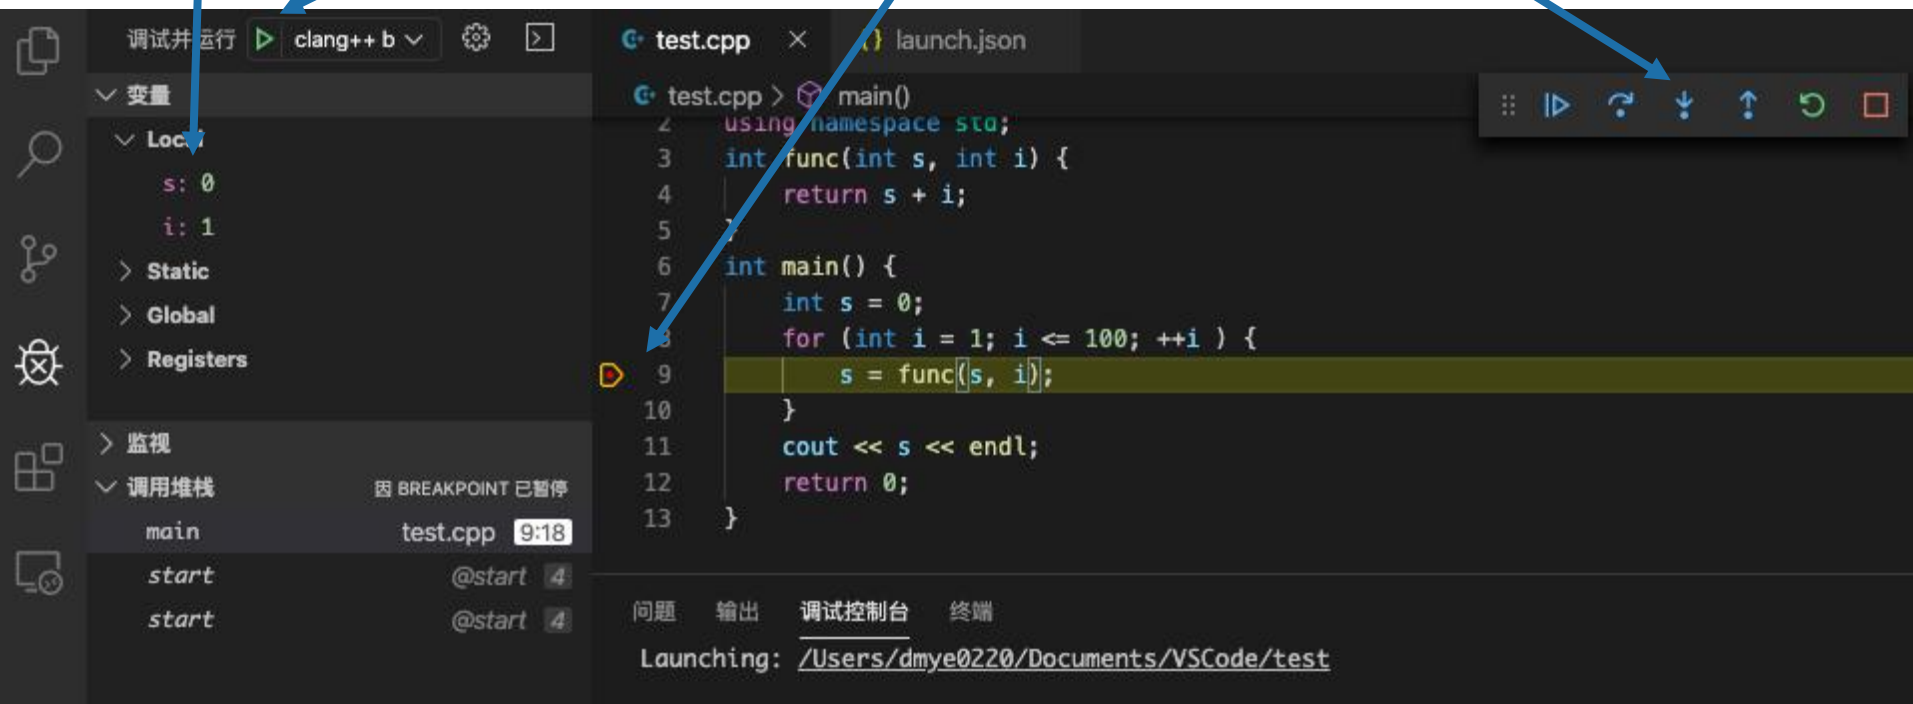 调试并运行 clang++ b
变量
Local
s: 0
i: 1
Static
Global
Registers
监视
调用堆栈 因 BREAKPOINT 已暂停
main test.cpp 9:18
start @start 4
start @start 4
test.cpp {} launch.json
test.cpp > main()
2 using namespace std;
3 int func(int s, int i) {
4 return s + i;
5 }
6 int main() {
7 int s = 0;
8 for (int i = 1; i <= 100; ++i ) {
9 s = func(s, i);
10 }
11 cout << s << endl;
12 return 0;
13 }
问题 输出 调试控制台 终端
Launching: /Users/dmye0220/Documents/VSCode/test